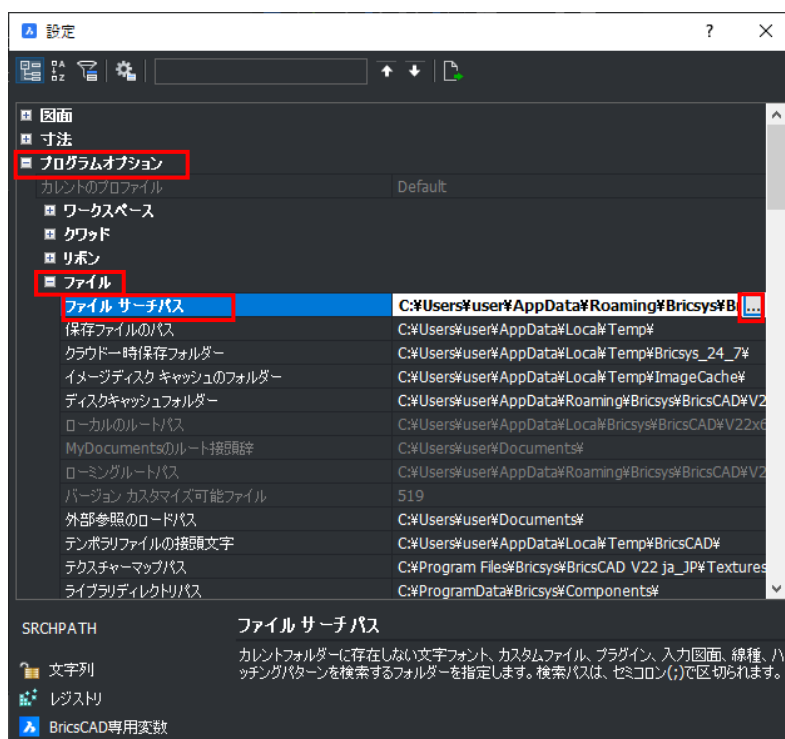 設定
図面
寸法
プログラムオプション
カレントのプロファイル Default
ワークスペース
クワッド
リボン
ファイル
ファイル サーチパス C:¥Users¥user¥AppData¥Roaming¥Bricsys¥B ...
保存ファイルのパス C:¥Users¥user¥AppData¥Local¥Temp¥
クラウド一時保存フォルダー C:¥Users¥user¥AppData¥Local¥Temp¥Bricsys_24_7¥
イメージディスク キャッシュのフォルダー C:¥Users¥user¥AppData¥Local¥Temp¥ImageCache¥
ディスクキャッシュフォルダー C:¥Users¥user¥AppData¥Roaming¥Bricsys¥BricsCAD¥V2
ローカルのルートパス C:¥Users¥user¥AppData¥Local¥Bricsys¥BricsCAD¥V22x6
MyDocumentsのルート接頭辞 C:¥Users¥user¥Documents¥
ローミングルートパス C:¥Users¥user¥AppData¥Roaming¥Bricsys¥BricsCAD¥V2
バージョン カスタマイズ可能ファイル 519
外部参照のロードパス C:¥Users¥user¥Documents¥
テンポラリファイルの接頭文字 C:¥Users¥user¥AppData¥Local¥Temp¥BricsCAD¥
テクスチャーマップパス C:¥Program Files¥Bricsys¥BricsCAD V22 ja_JP¥Textures
ライブラリディレクトリパス C:¥ProgramData¥Bricsys¥Components¥
SRCHPATH
文字列
レジストリ
BricsCAD専用変数
ファイル サーチパス
カレントフォルダーに存在しない文字フォント、カスタムファイル、プラグイン、入力図面、線種、ハ
ッチングパターンを検索するフォルダーを指定します。検索パスは、セミコロン(;)で区切られます。